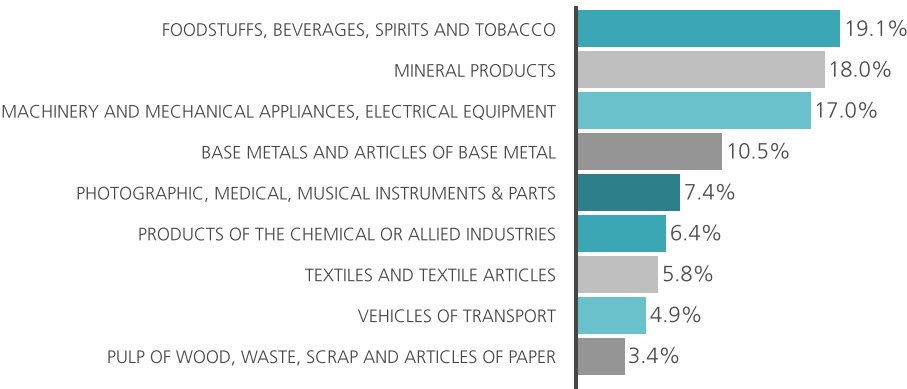 FOODSTUFFS, BEVERAGES, SPIRITS AND TOBACCO 19.1%
MINERAL PRODUCTS 18.0%
MACHINERY AND MECHANICAL APPLIANCES, ELECTRICAL EQUIPMENT 17.0%
BASE METALS AND ARTICLES OF BASE METAL 10.5%
PHOTOGRAPHIC, MEDICAL, MUSICAL INSTRUMENTS & PARTS 7.4%
PRODUCTS OF THE CHEMICAL OR ALLIED INDUSTRIES 6.4%
TEXTILES AND TEXTILE ARTICLES 5.8%
VEHICLES OF TRANSPORT 4.9%
PULP OF WOOD, WASTE, SCRAP AND ARTICLES OF PAPER 3.4%